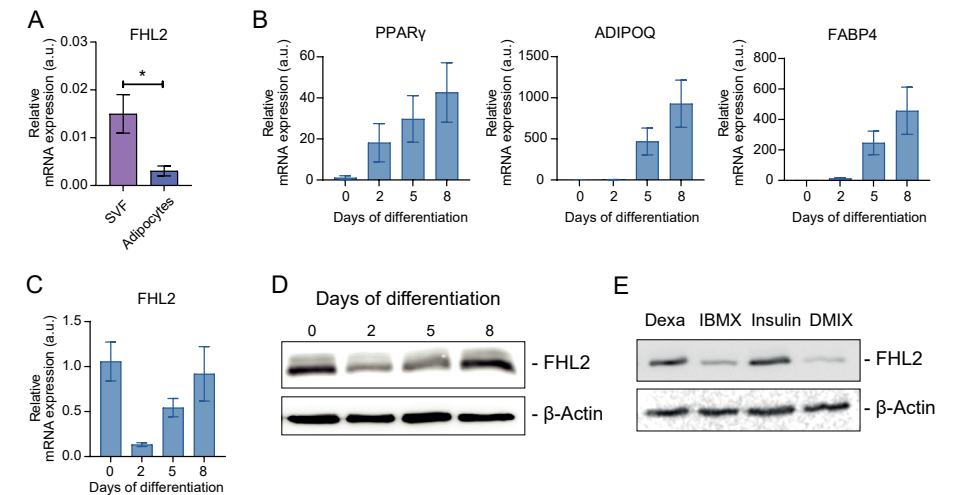 A
FHL2
Relative
mRNA expression (a.u.)
0.03
0.02
0.01
0.00
*
SVF
Adipocytes
B
PPARγ
Relative
mRNA expression (a.u.)
60
40
20
0
0 2 5 8
Days of differentiation
ADIPOQ
Relative
mRNA expression (a.u.)
1500
1000
500
0
0 2 5 8
Days of differentiation
FABP4
Relative
mRNA expression (a.u.)
800
600
400
200
0
0 2 5 8
Days of differentiation
C
FHL2
Relative
mRNA expression (a.u.)
1.5
1.0
0.5
0.0
0 2 5 8
Days of differentiation
D
Days of differentiation
0 2 5 8
- FHL2
- β-Actin
E
Dexa IBMX Insulin DMIX
- FHL2
- β-Actin